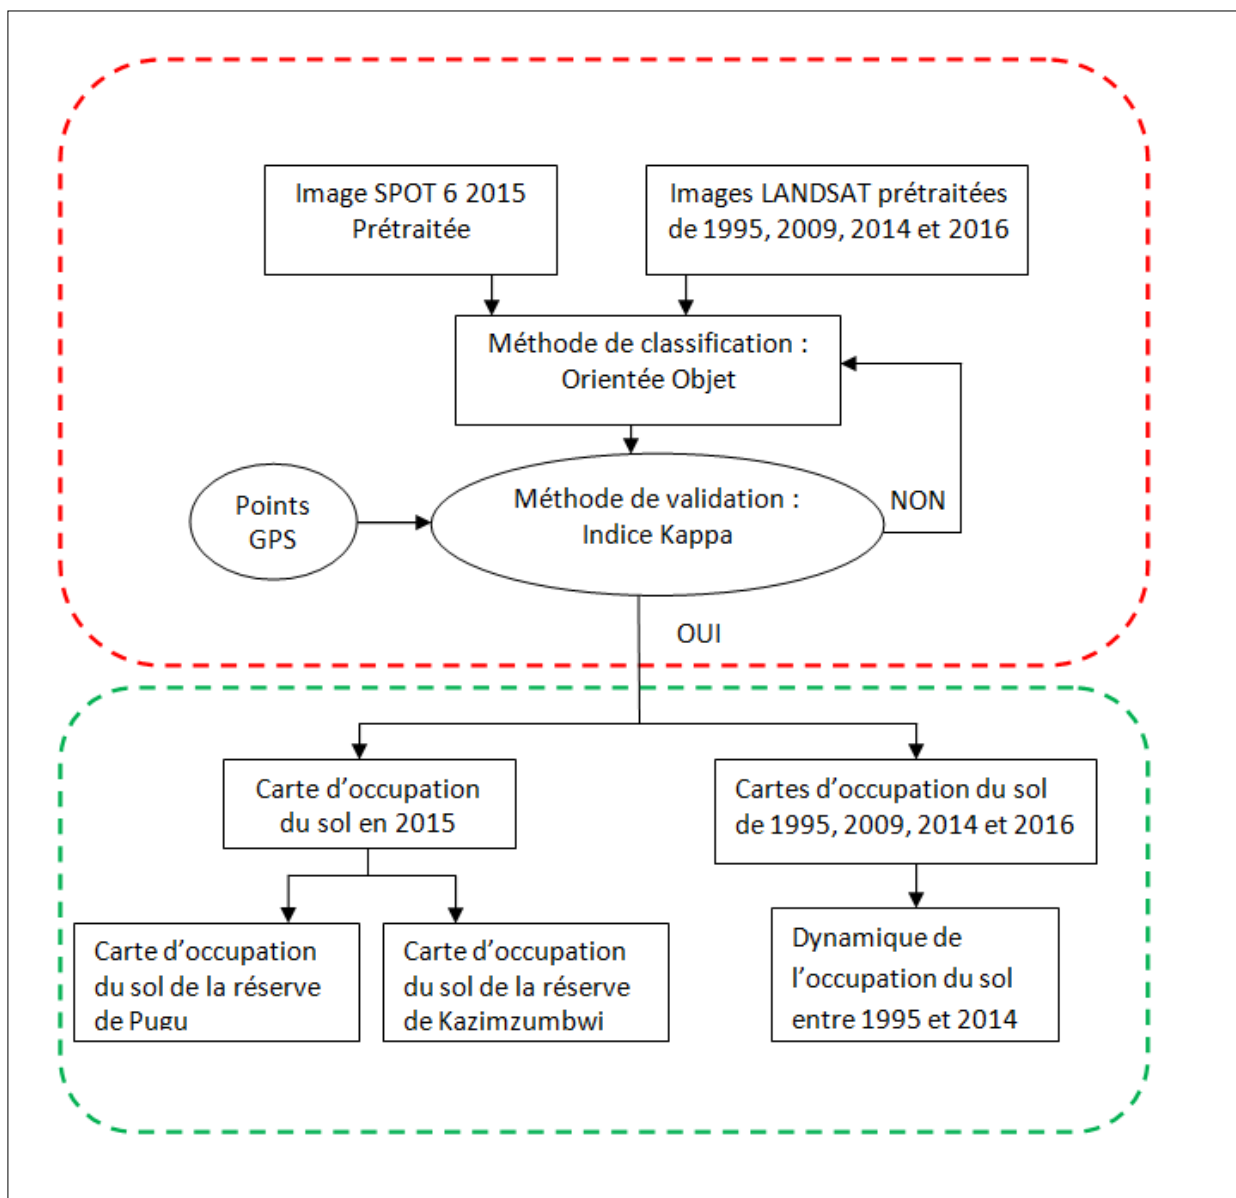 Image SPOT 6 2015
Prétraitée
Images LANDSAT prétraitées
de 1995, 2009, 2014 et 2016
Méthode de classification :
Orientée Objet
Points
GPS
Méthode de validation :
Indice Kappa
NON
OUI
Carte d’occupation
du sol en 2015
Cartes d’occupation du sol
de 1995, 2009, 2014 et 2016
Carte d’occupation
du sol de la réserve
de Pugu
Carte d’occupation
du sol de la réserve
de Kazimzumbwi
Dynamique de
l’occupation du sol
entre 1995 et 2014